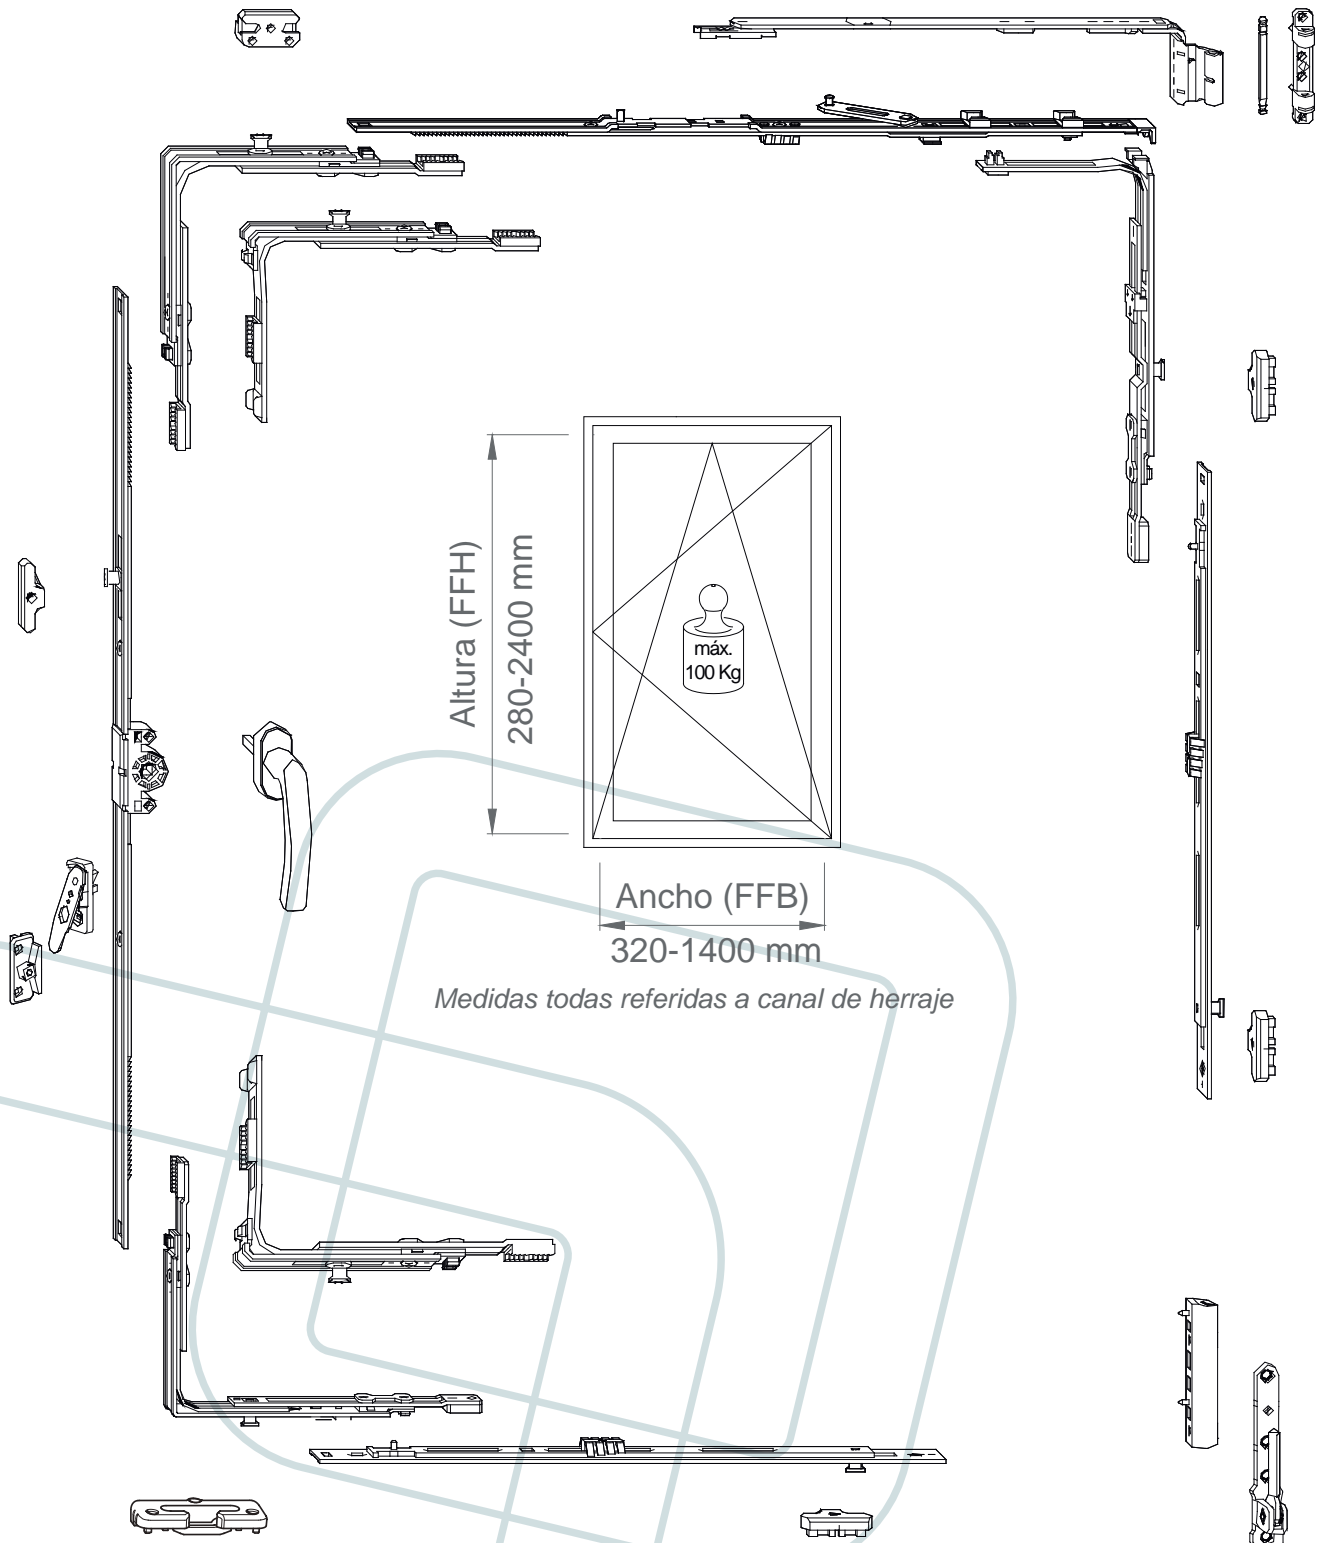 Altura (FFH)
280-2400 mm
máx.
100 Kg
Ancho (FFB)
320-1400 mm
Medidas todas referidas a canal de herraje